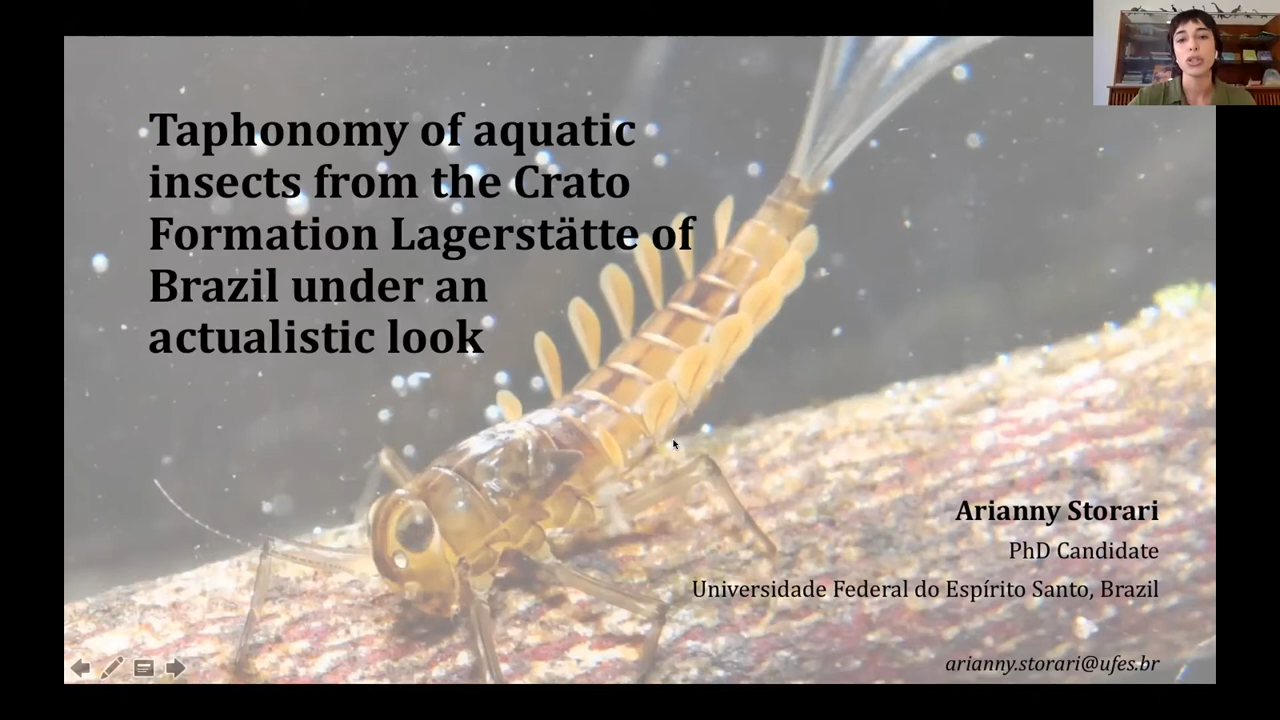 Taphonomy of aquatic
insects from the Crato
Formation Lagerstätte of
Brazil under an
actualistic look
Arianny Storari
PhD Candidate
Universidade Federal do Espírito Santo, Brazil
arianny.storari@ufes.br